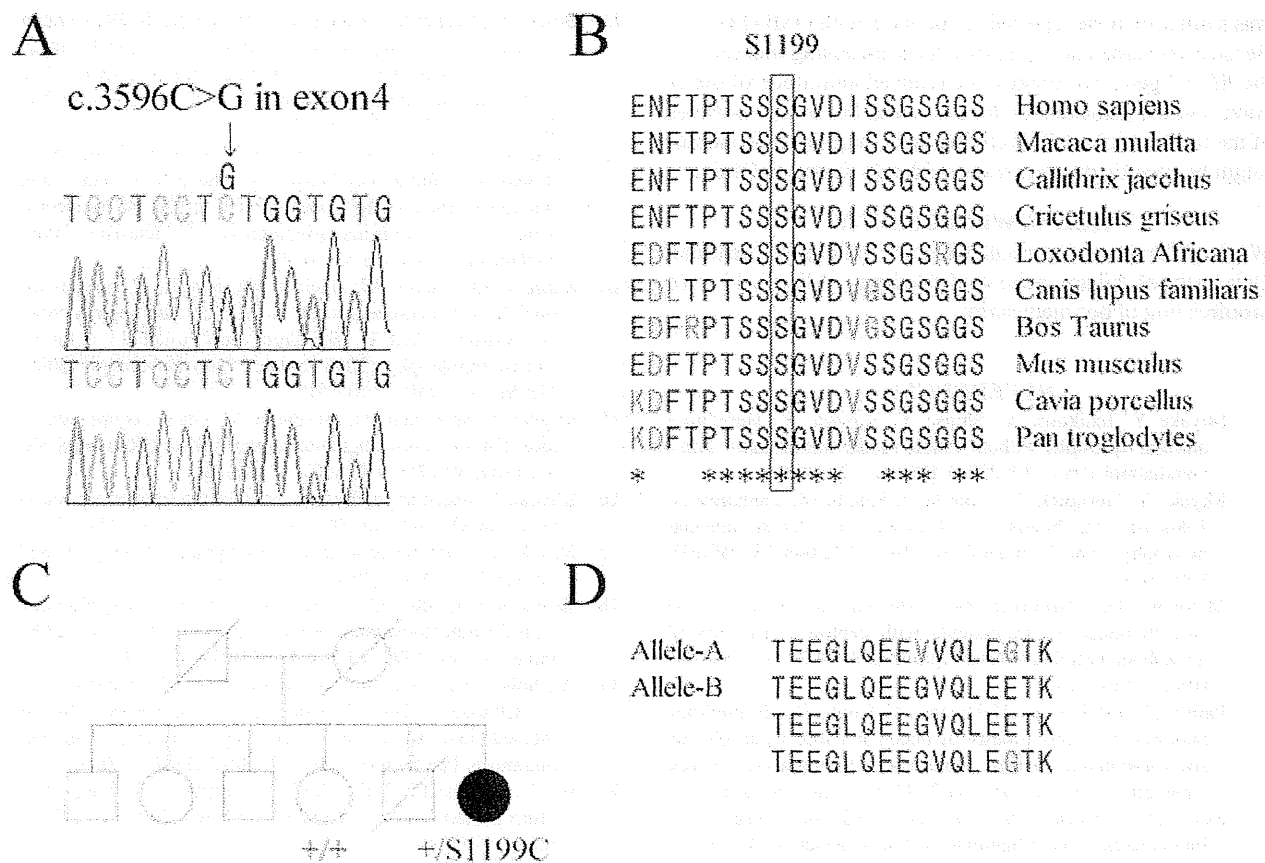 A
c.3596C>G in exon4
G
TCCTCCTCTGGTGTG
TCCTCCTCTGGTGTG
B
S1199
ENFTPTSSSGVDISSGSGGS Homo sapiens
ENFTPTSSSGVDISSGSGGS Macaca mulatta
ENFTPTSSSGVDISSGSGGS Callithrix jacchus
ENFTPTSSSGVDISSGSGGS Cricetulus griseus
EDFTPTSSSGVDVSSGSRGS Loxodonta Africana
EDLTPTSSSGVDVGSGSGGS Canis lupus familiaris
EDFRPTSSSGVDVGSGSGGS Bos Taurus
EDFTPTSSSGVDVSSGSGGS Mus musculus
KDFTPTSSSGVDVSSGSGGS Cavia porcellus
KDFTPTSSSGVDVSSGSGGS Pan troglodytes
* ********* *** **
C
+/+ +/S1199C
D
Allele-A TEEGLQEEVVQLEGTK
Allele-B TEEGLQEEGVQLEETK
TEEGLQEEGVQLEETK
TEEGLQEEGVQLEGTK